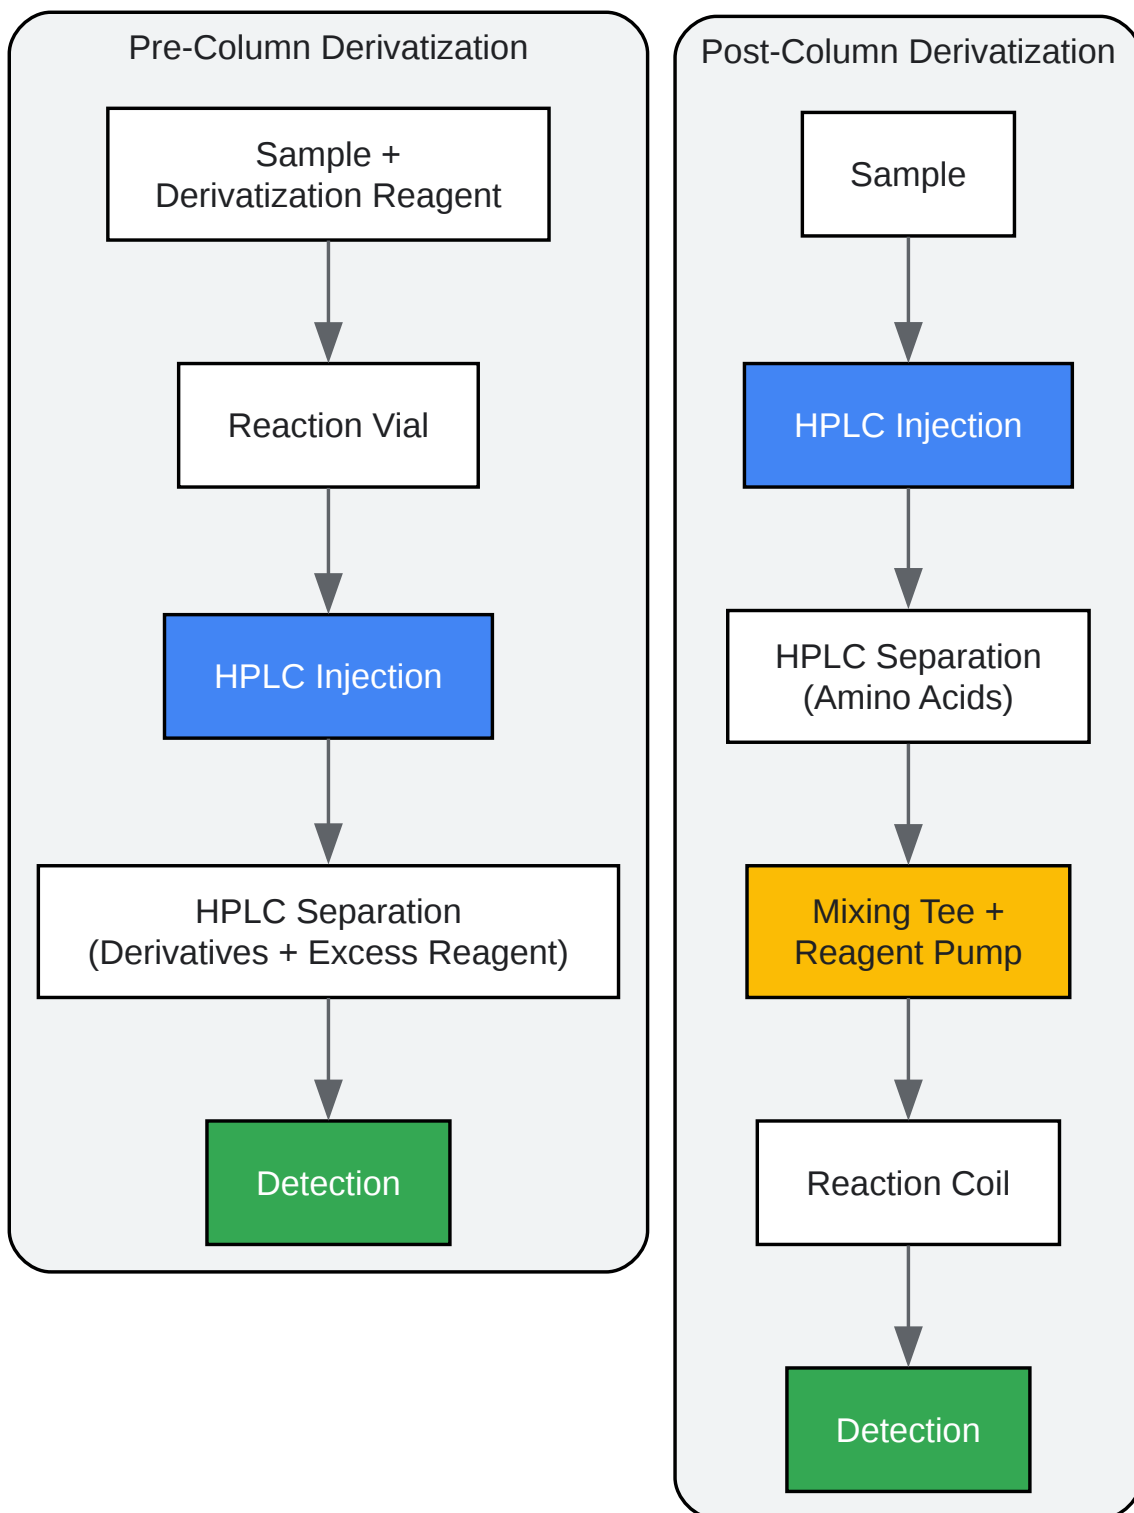 Pre-Column Derivatization
Sample +
Derivatization Reagent
Reaction Vial
HPLC Injection
HPLC Separation
(Derivatives + Excess Reagent)
Detection
Post-Column Derivatization
Sample
HPLC Injection
HPLC Separation
(Amino Acids)
Mixing Tee +
Reagent Pump
Reaction Coil
Detection